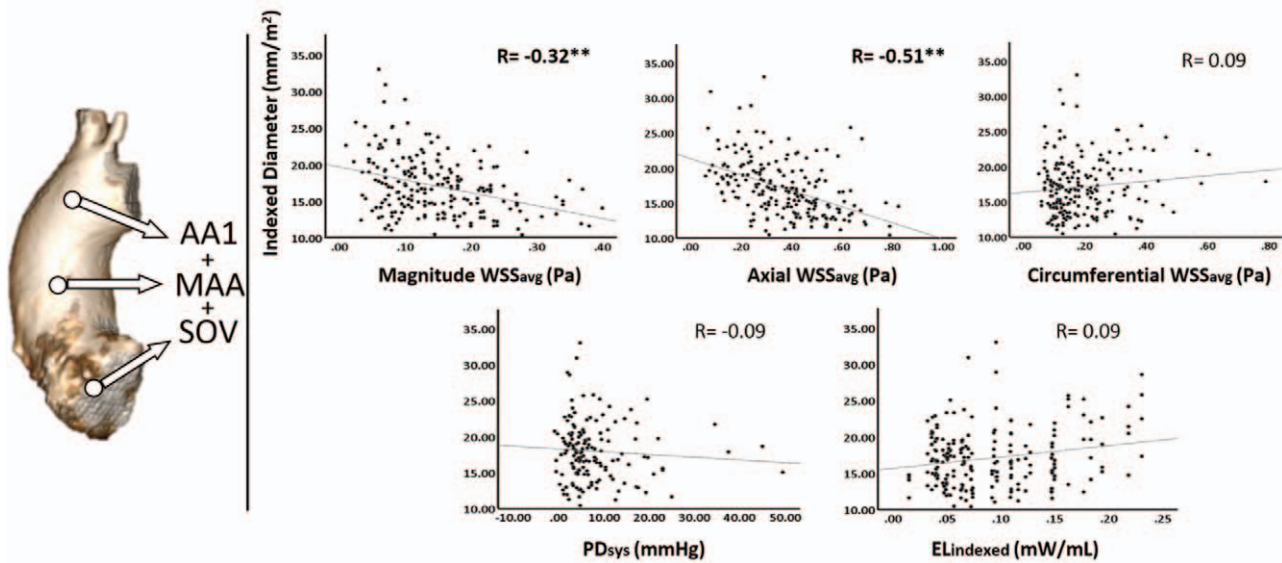 AA1
+
MAA
+
SOV
Indexed Diameter (mm/m²)
R= -0.32**
35.00
30.00
25.00
20.00
15.00
10.00
.00 .10 .20 .30 .40
Magnitude WSSavg (Pa)
R= -0.51**
35.00
30.00
25.00
20.00
15.00
10.00
.00 .20 .40 .60 .80 1.00
Axial WSSavg (Pa)
R= 0.09
35.00
30.00
25.00
20.00
15.00
10.00
.00 .20 .40 .60 .80
Circumferential WSSavg (Pa)
R= -0.09
35.00
30.00
25.00
20.00
15.00
10.00
-10.00 .00 10.00 20.00 30.00 40.00 50.00
PDsys (mmHg)
R= 0.09
35.00
30.00
25.00
20.00
15.00
10.00
.00 .05 .10 .15 .20 .25
ELindexed (mW/mL)